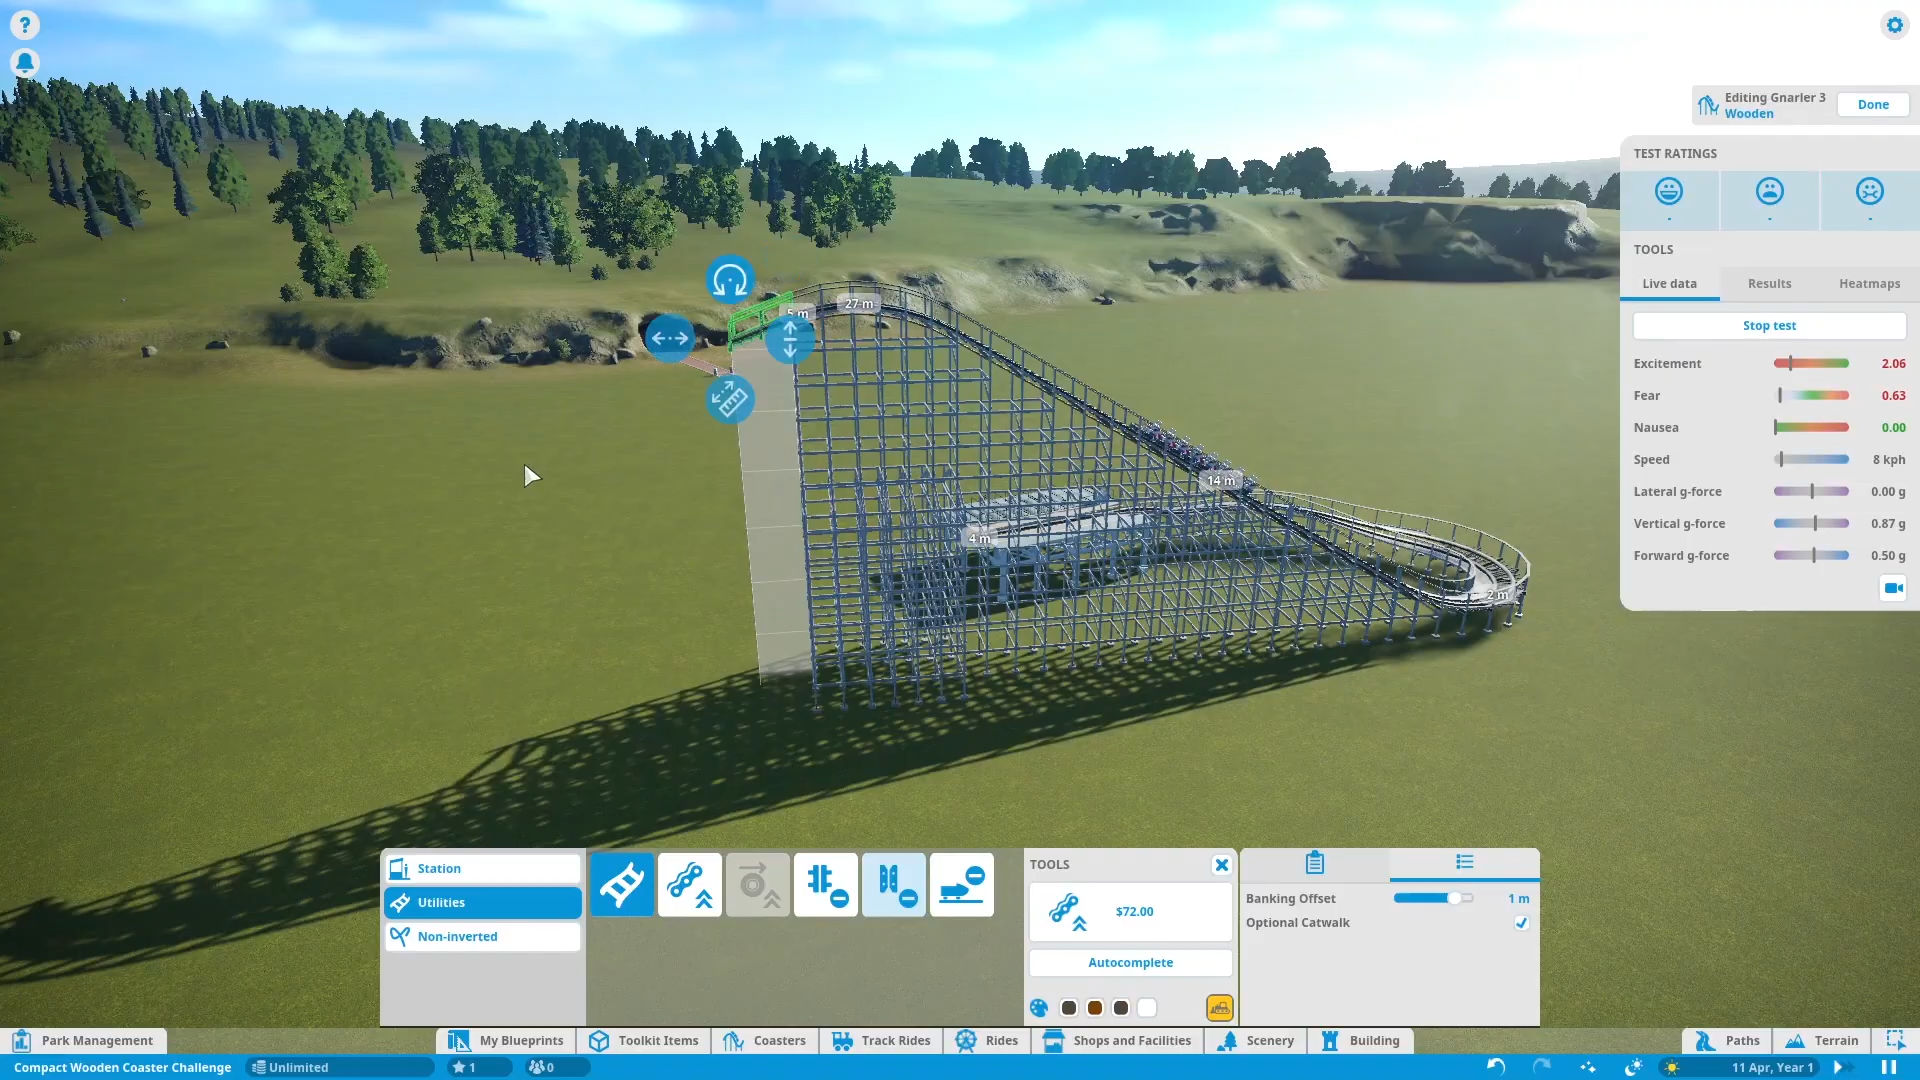 ?
Editing Gnarler 3
Wooden
Done
TEST RATINGS
- - -
TOOLS
Live data Results Heatmaps
Stop test
Excitement 2.06
Fear 0.63
Nausea 0.00
Speed 8 kph
Lateral g-force 0.00 g
Vertical g-force 0.87 g
Forward g-force 0.50 g
27 m
5 m
14 m
4 m
2 m
Station
Utilities
Non-inverted
TOOLS
$72.00
Autocomplete
Banking Offset 1 m
Optional Catwalk
Park Management
My Blueprints
Toolkit Items
Coasters
Track Rides
Rides
Shops and Facilities
Scenery
Building
Paths
Terrain
Compact Wooden Coaster Challenge
Unlimited
1
0
11 Apr, Year 1